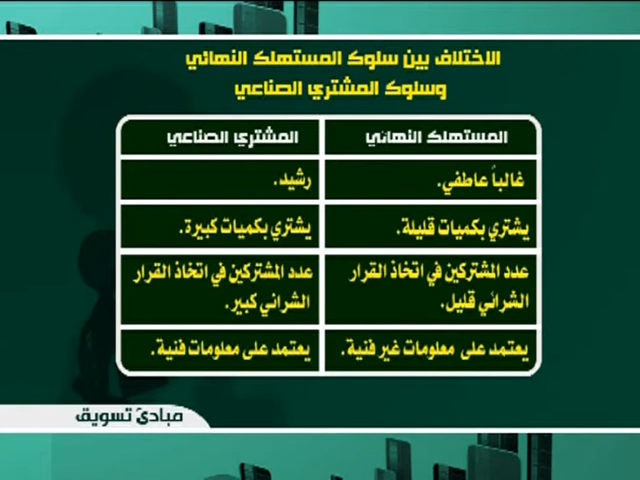 الاختلاف بين سلوك المستهلك النهائي
وسلوك المشتري الصناعي
المستهلك النهائي
المشتري الصناعي
غالباً عاطفي.
رشيد.
يشتري بكميات قليلة.
يشتري بكميات كبيرة.
عدد المشتركين في اتخاذ القرار
الشرائي قليل.
عدد المشتركين في اتخاذ القرار
الشرائي كبير.
يعتمد على معلومات غير فنية.
يعتمد على معلومات فنية.
مبادئ تسويق